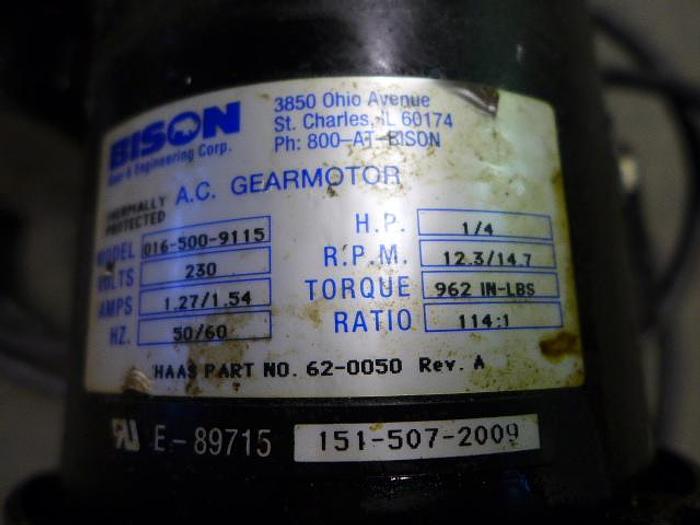 BISON
Gear & Engineering Corp.
3850 Ohio Avenue
St. Charles, IL 60174
Ph: 800-AT-BISON
THERMALLY
PROTECTED
A.C. GEARMOTOR
MODEL 016-500-9115
VOLTS 230
AMPS 1.27/1.54
HZ. 50/60
H.P. 1/4
R.P.M. 12.3/14.7
TORQUE 962 IN-LBS
RATIO 114:1
HAAS PART NO. 62-0050 Rev. A
E-89715 151-507-2009